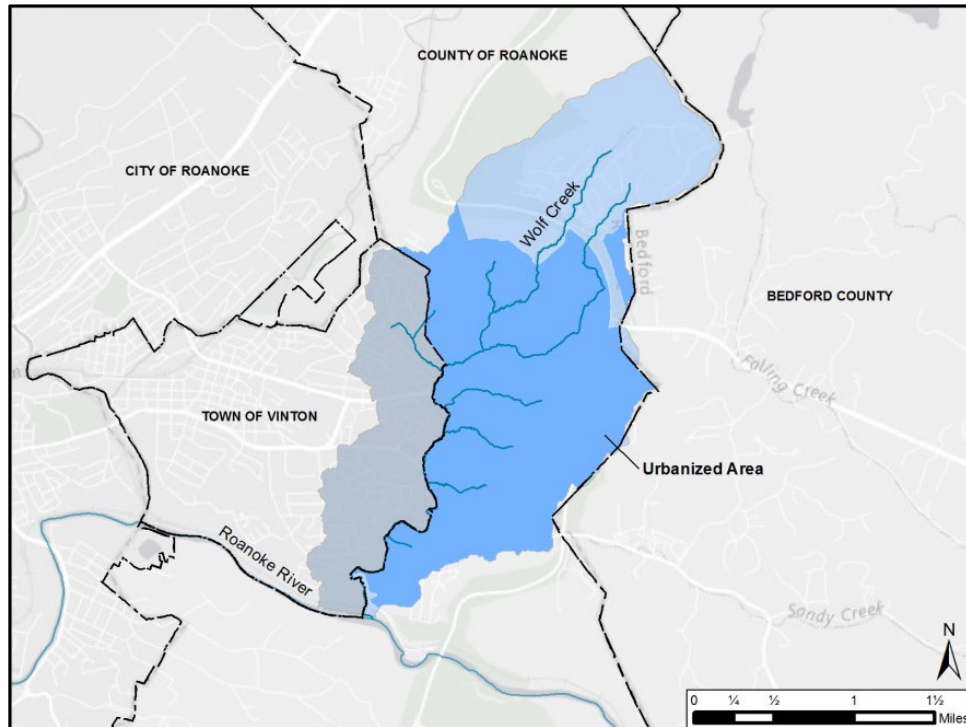 COUNTY OF ROANOKE
CITY OF ROANOKE
Wolf Creek
Bedford
BEDFORD COUNTY
Falling Creek
TOWN OF VINTON
Urbanized Area
Roanoke River
Sandy Creek
N
0 ¼ ½ 1 1½
Miles